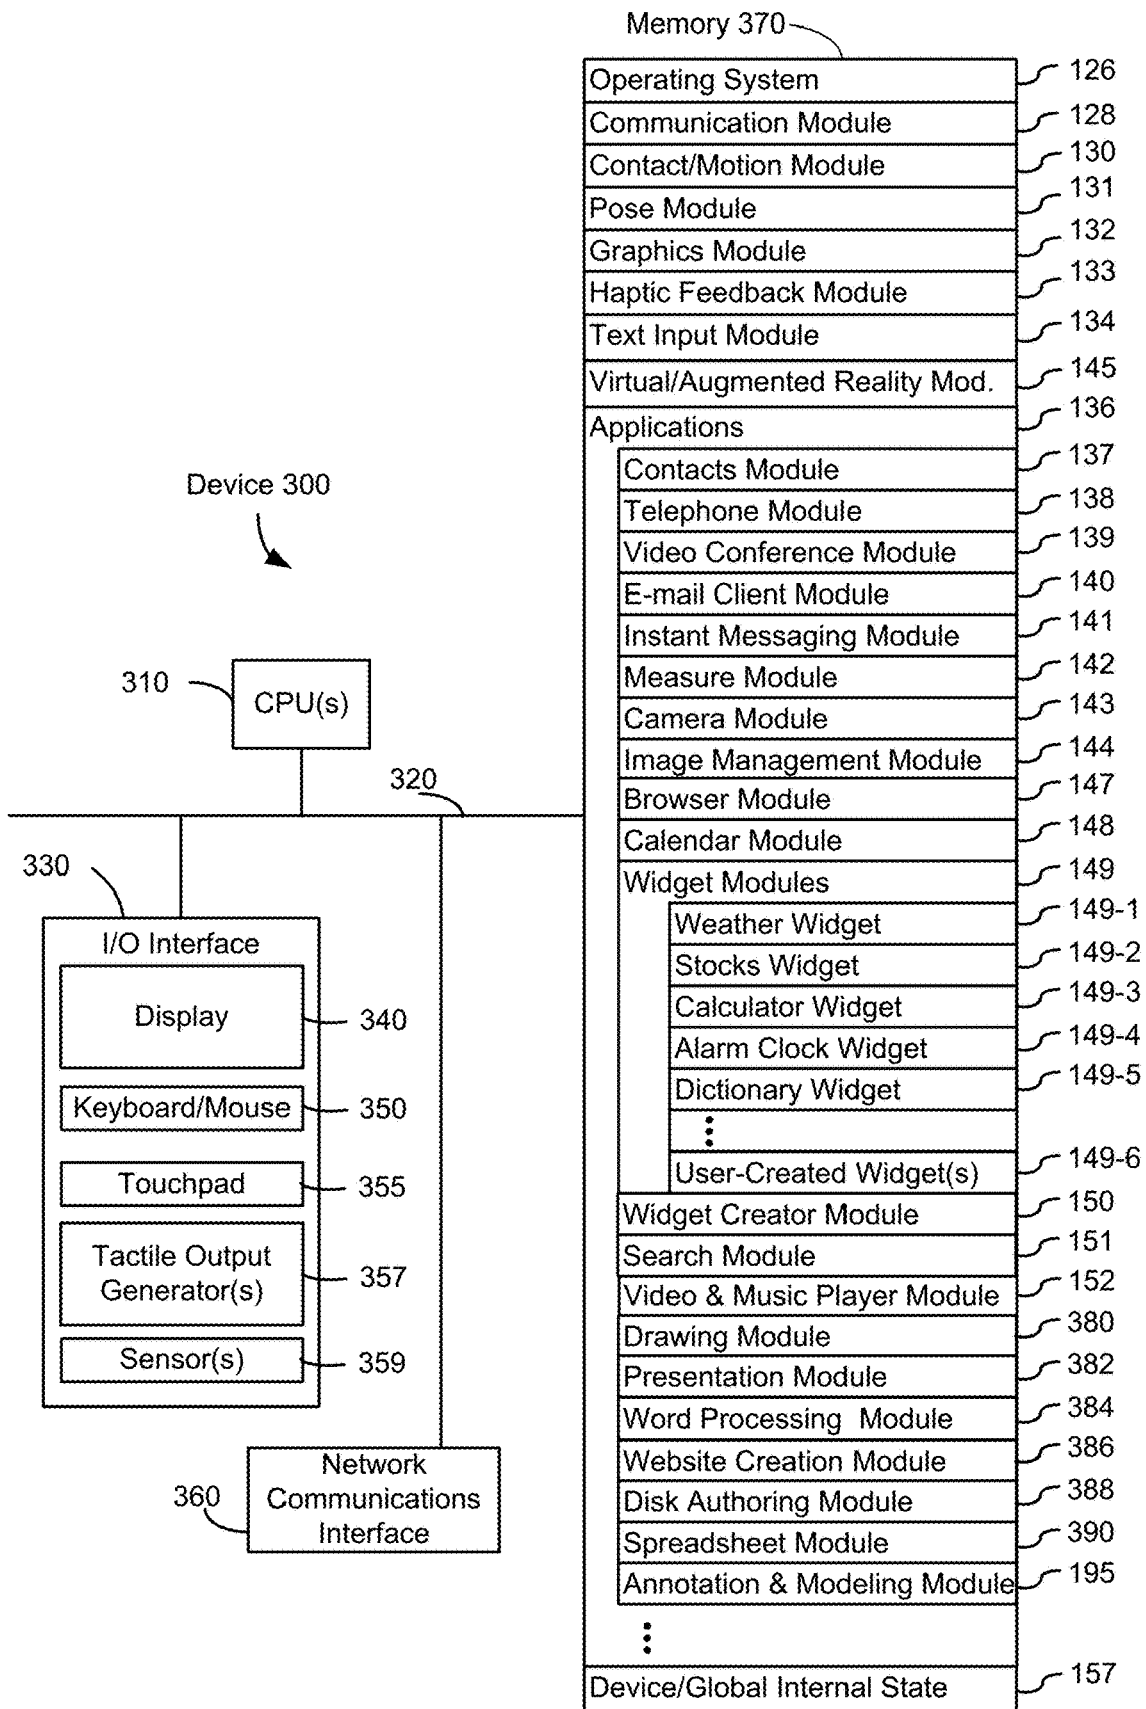 Memory 370
Operating System 126
Communication Module 128
Contact/Motion Module 130
Pose Module 131
Graphics Module 132
Haptic Feedback Module 133
Text Input Module 134
Virtual/Augmented Reality Mod. 145
Applications 136
Contacts Module 137
Telephone Module 138
Video Conference Module 139
E-mail Client Module 140
Instant Messaging Module 141
Measure Module 142
Camera Module 143
Image Management Module 144
Browser Module 147
Calendar Module 148
Widget Modules 149
Weather Widget 149-1
Stocks Widget 149-2
Calculator Widget 149-3
Alarm Clock Widget 149-4
Dictionary Widget 149-5
User-Created Widget(s) 149-6
Widget Creator Module 150
Search Module 151
Video & Music Player Module 152
Drawing Module 380
Presentation Module 382
Word Processing Module 384
Website Creation Module 386
Disk Authoring Module 388
Spreadsheet Module 390
Annotation & Modeling Module 195
Device/Global Internal State 157
Device 300
310
CPU(s)
320
330
I/O Interface
Display 340
Keyboard/Mouse 350
Touchpad 355
Tactile Output
Generator(s) 357
Sensor(s) 359
360
Network
Communications
Interface